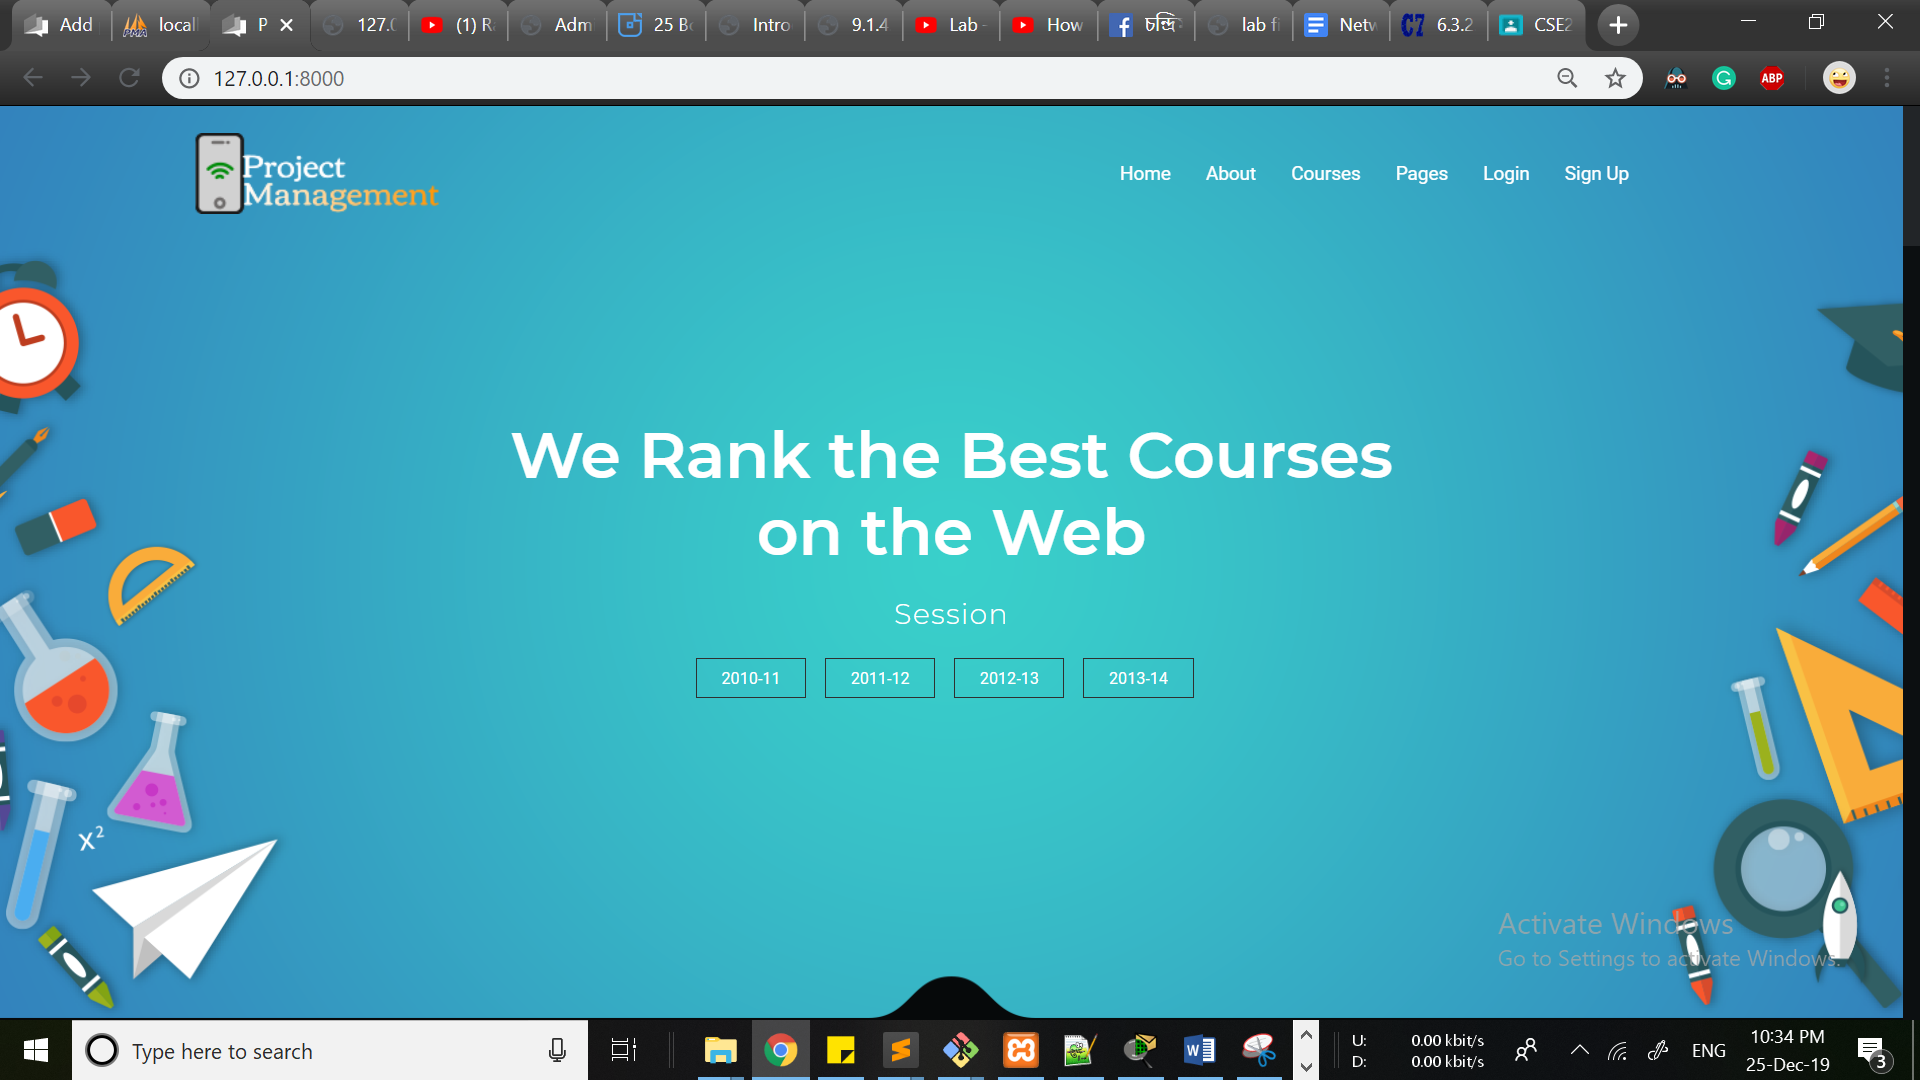 Add
local
P
127.0
(1) R
Adm
25 B
Intro
9.1.4
Lab -
How
lab f
Netw
6.3.2
CSE2
127.0.0.1:8000
ABP
Project
Management
Home About Courses Pages Login Sign Up
We Rank the Best Courses
on the Web
Session
2010-11 2011-12 2012-13 2013-14
x²
Activate Windows
Go to Settings to activate Windows.
Type here to search
U: 0.00 kbit/s
D: 0.00 kbit/s
ENG
10:34 PM
25-Dec-19
3